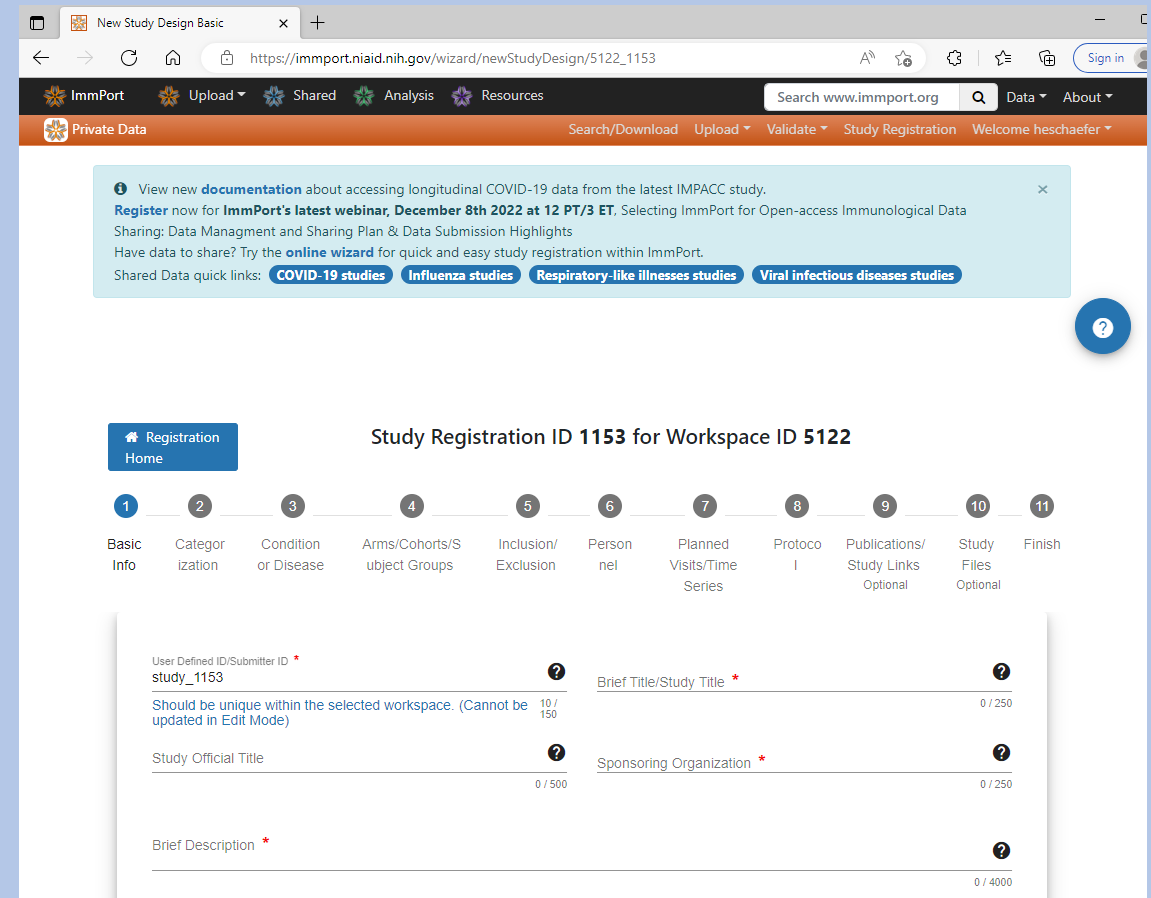 New Study Design Basic
https://immport.niaid.nih.gov/wizard/newStudyDesign/5122_1153
Sign in
ImmPort Upload Shared Analysis Resources Search www.immport.org Data About
Private Data Search/Download Upload Validate Study Registration Welcome heschaefer
View new documentation about accessing longitudinal COVID-19 data from the latest IMPACC study.
Register now for ImmPort's latest webinar, December 8th 2022 at 12 PT/3 ET, Selecting ImmPort for Open-access Immunological Data
Sharing: Data Managment and Sharing Plan & Data Submission Highlights
Have data to share? Try the online wizard for quick and easy study registration within ImmPort.
Shared Data quick links: COVID-19 studies Influenza studies Respiratory-like illnesses studies Viral infectious diseases studies
Registration
Home
Study Registration ID 1153 for Workspace ID 5122
1 2 3 4 5 6 7 8 9 10 11
Basic Categor Condition Arms/Cohorts/S Inclusion/ Person Planned Protoco Publications/ Study Finish
Info ization or Disease ubject Groups Exclusion nel Visits/Time l Study Links Files
Series Optional Optional
User Defined ID/Submitter ID *
study_1153
Brief Title/Study Title *
Should be unique within the selected workspace. (Cannot be
updated in Edit Mode)
10 /
150
0 / 250
Study Official Title
Sponsoring Organization *
0 / 500
0 / 250
Brief Description *
0 / 4000